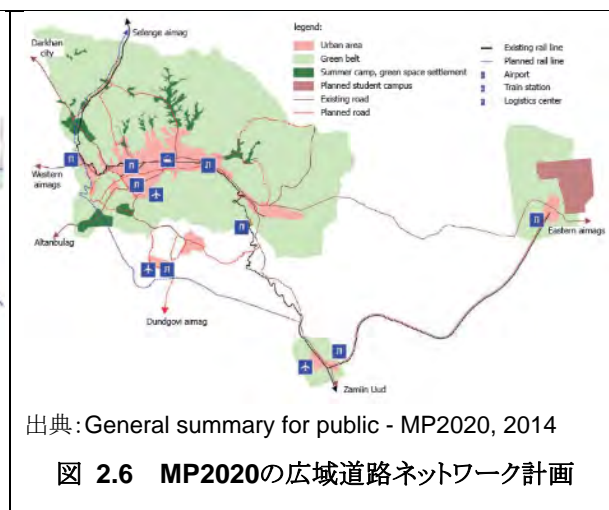 Selenge aimag
Darkhan
city
Western
aimags
Altanbulag
Dundgovi aimag
Zamiin Uud
Eastern aimags
legend:
Urban area
Green belt
Summer camp, green space settlement
Planned student campus
Existing road
Planned road
Existing rail line
Planned rail line
Airport
Train station
Logistics center
出典:General summary for public - MP2020, 2014
図 2.6 MP2020の広域道路ネットワーク計画